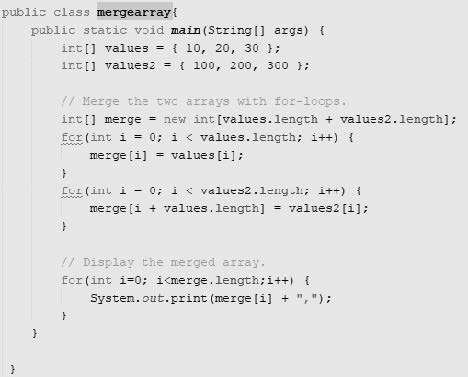 public class mergearray{
public static void main(String[] args) {
int[] values = { 10, 20, 30 };
int[] values2 = { 100, 200, 300 };
// Merge the two arrays with for-loops.
int[] merge = new int[values.length + values2.length];
for(int i = 0; i < values.length; i++) {
merge[i] = values[i];
}
for(int i = 0; i < values2.length; i++) {
merge[i + values.length] = values2[i];
}
// Display the merged array.
for(int i=0; i<merge.length;i++) {
System.out.print(merge[i] + ",");
}
}
}